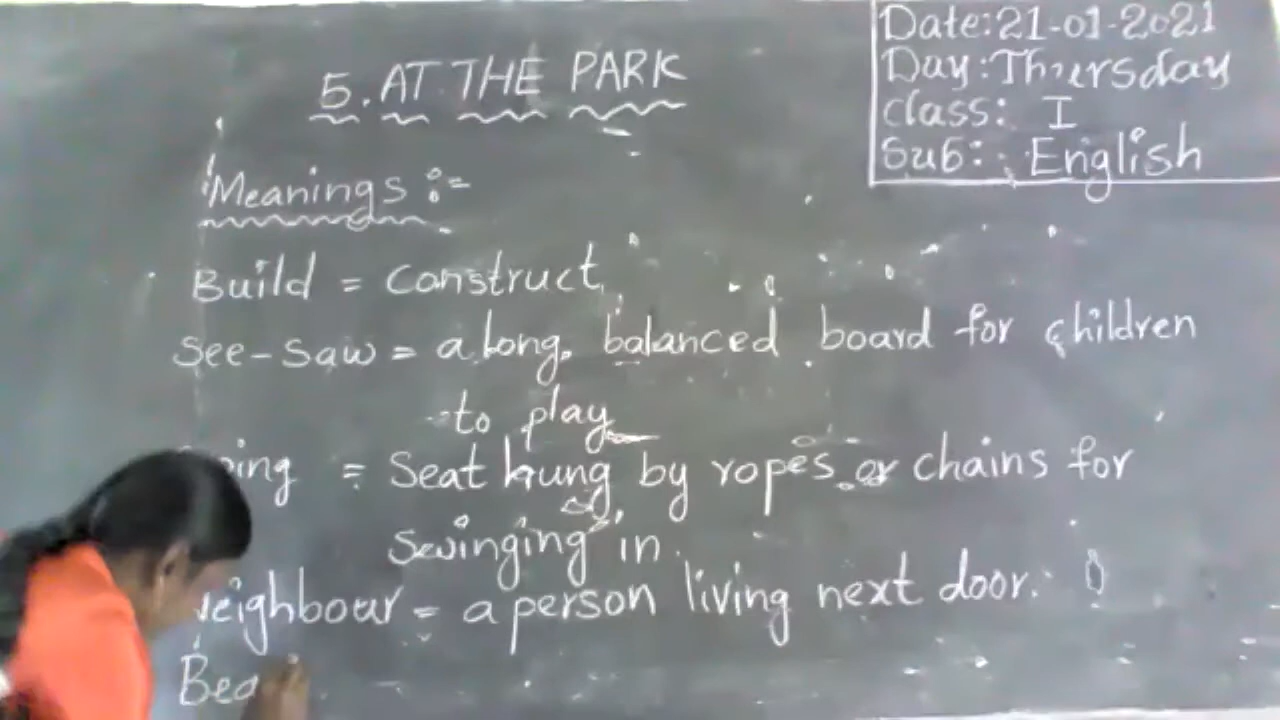 5. AT THE PARK
Date: 21-01-2021
Day: Thursday
class: I
Sub: English
Meanings :=
Build = Construct
See-Saw = a long, balanced board for children
to play
= Seat hung by ropes or chains for
Swinging in.
Neighbour = a person living next door.